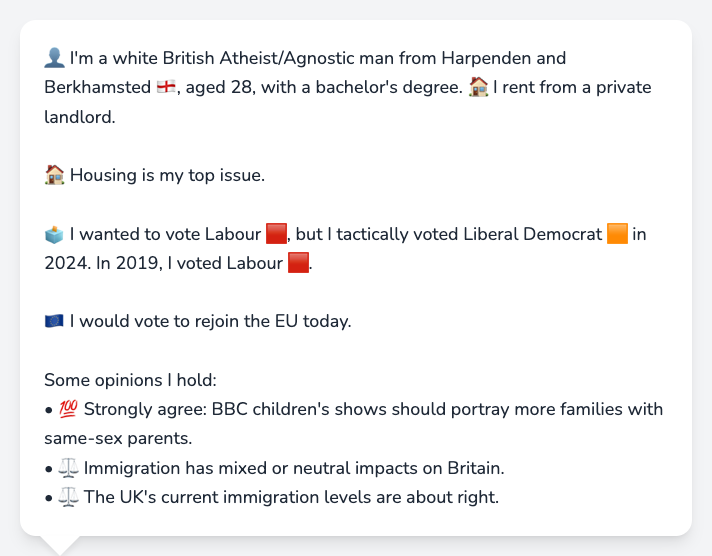 👤 I'm a white British Atheist/Agnostic man from Harpenden and
Berkhamsted 🏴󠁧󠁢󠁥󠁮󠁧󠁿, aged 28, with a bachelor's degree. 🏠 I rent from a private
landlord.
🏠 Housing is my top issue.
🗳️ I wanted to vote Labour 🟥, but I tactically voted Liberal Democrat 🟧 in
2024. In 2019, I voted Labour 🟥.
🇪🇺 I would vote to rejoin the EU today.
Some opinions I hold:
• 💯 Strongly agree: BBC children's shows should portray more families with
same-sex parents.
• ⚖️ Immigration has mixed or neutral impacts on Britain.
• ⚖️ The UK's current immigration levels are about right.